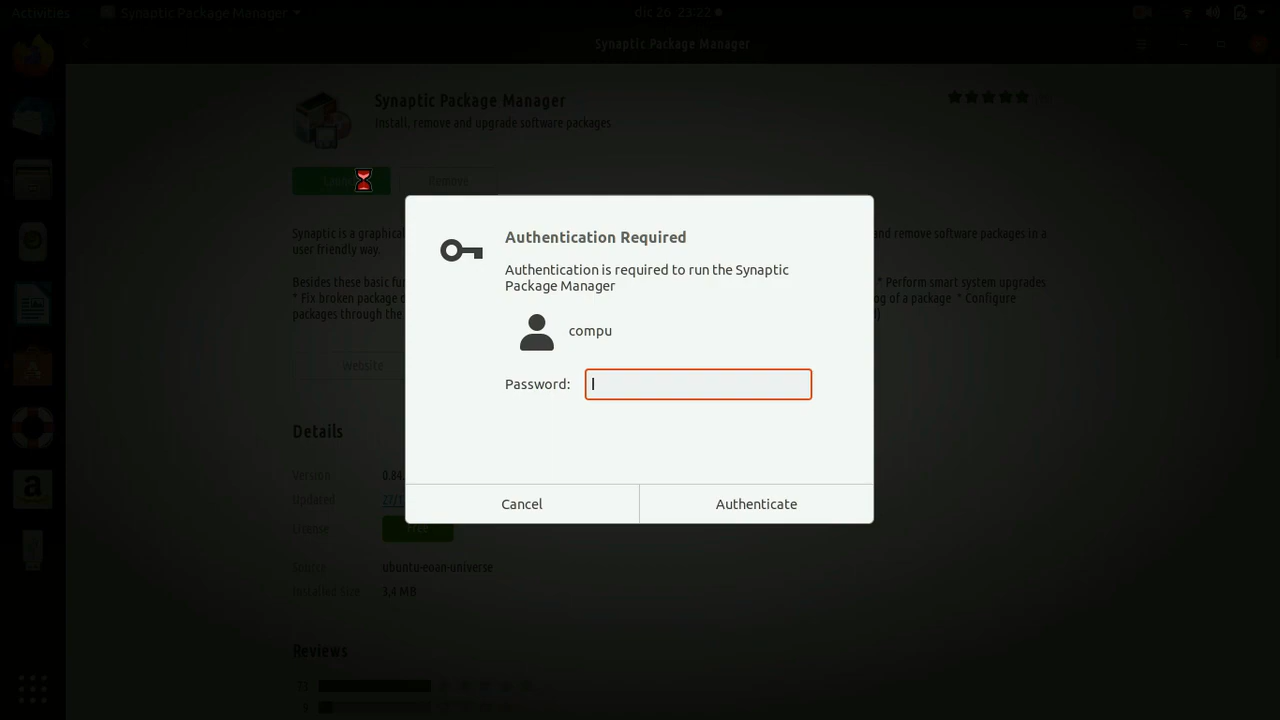 Activities
Synaptic Package Manager
dic 26 23:22
Synaptic Package Manager
Synaptic Package Manager
Install, remove and upgrade software packages
Remove
Synaptic is a graphical
and remove software packages in a
user friendly way.
Besides these basic
* Perform smart system upgrades
* Fix broken package
of a package * Configure
packages through the
Website
Authentication Required
Authentication is required to run the Synaptic
Package Manager
compu
Password:
Cancel
Authenticate
Details
Version
0.84
Updated
License
Free
Source
ubuntu-eoan-universe
Installed Size
3,4 MB
Reviews